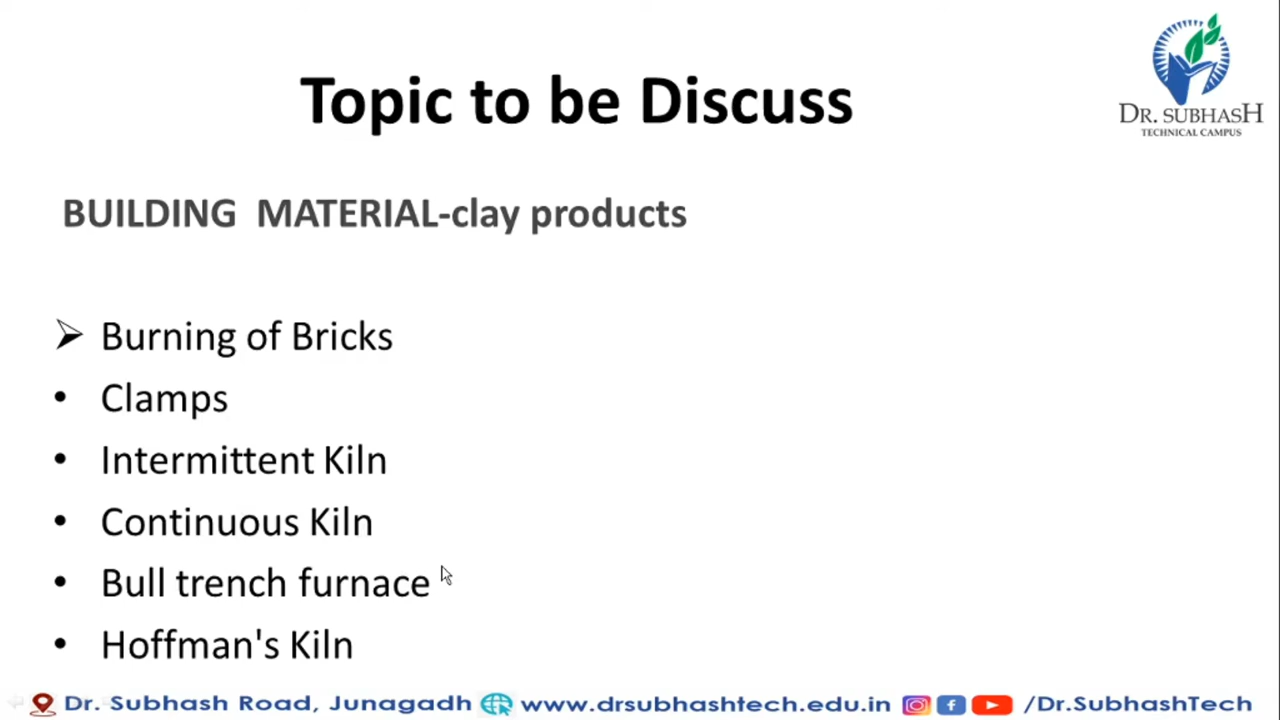 Topic to be Discuss
DR. SUBHASH
TECHNICAL CAMPUS
BUILDING MATERIAL-clay products
Burning of Bricks
Clamps
Intermittent Kiln
Continuous Kiln
Bull trench furnace
Hoffman's Kiln
Dr. Subhash Road, Junagadh www.drsubhashtech.edu.in /Dr.SubhashTech